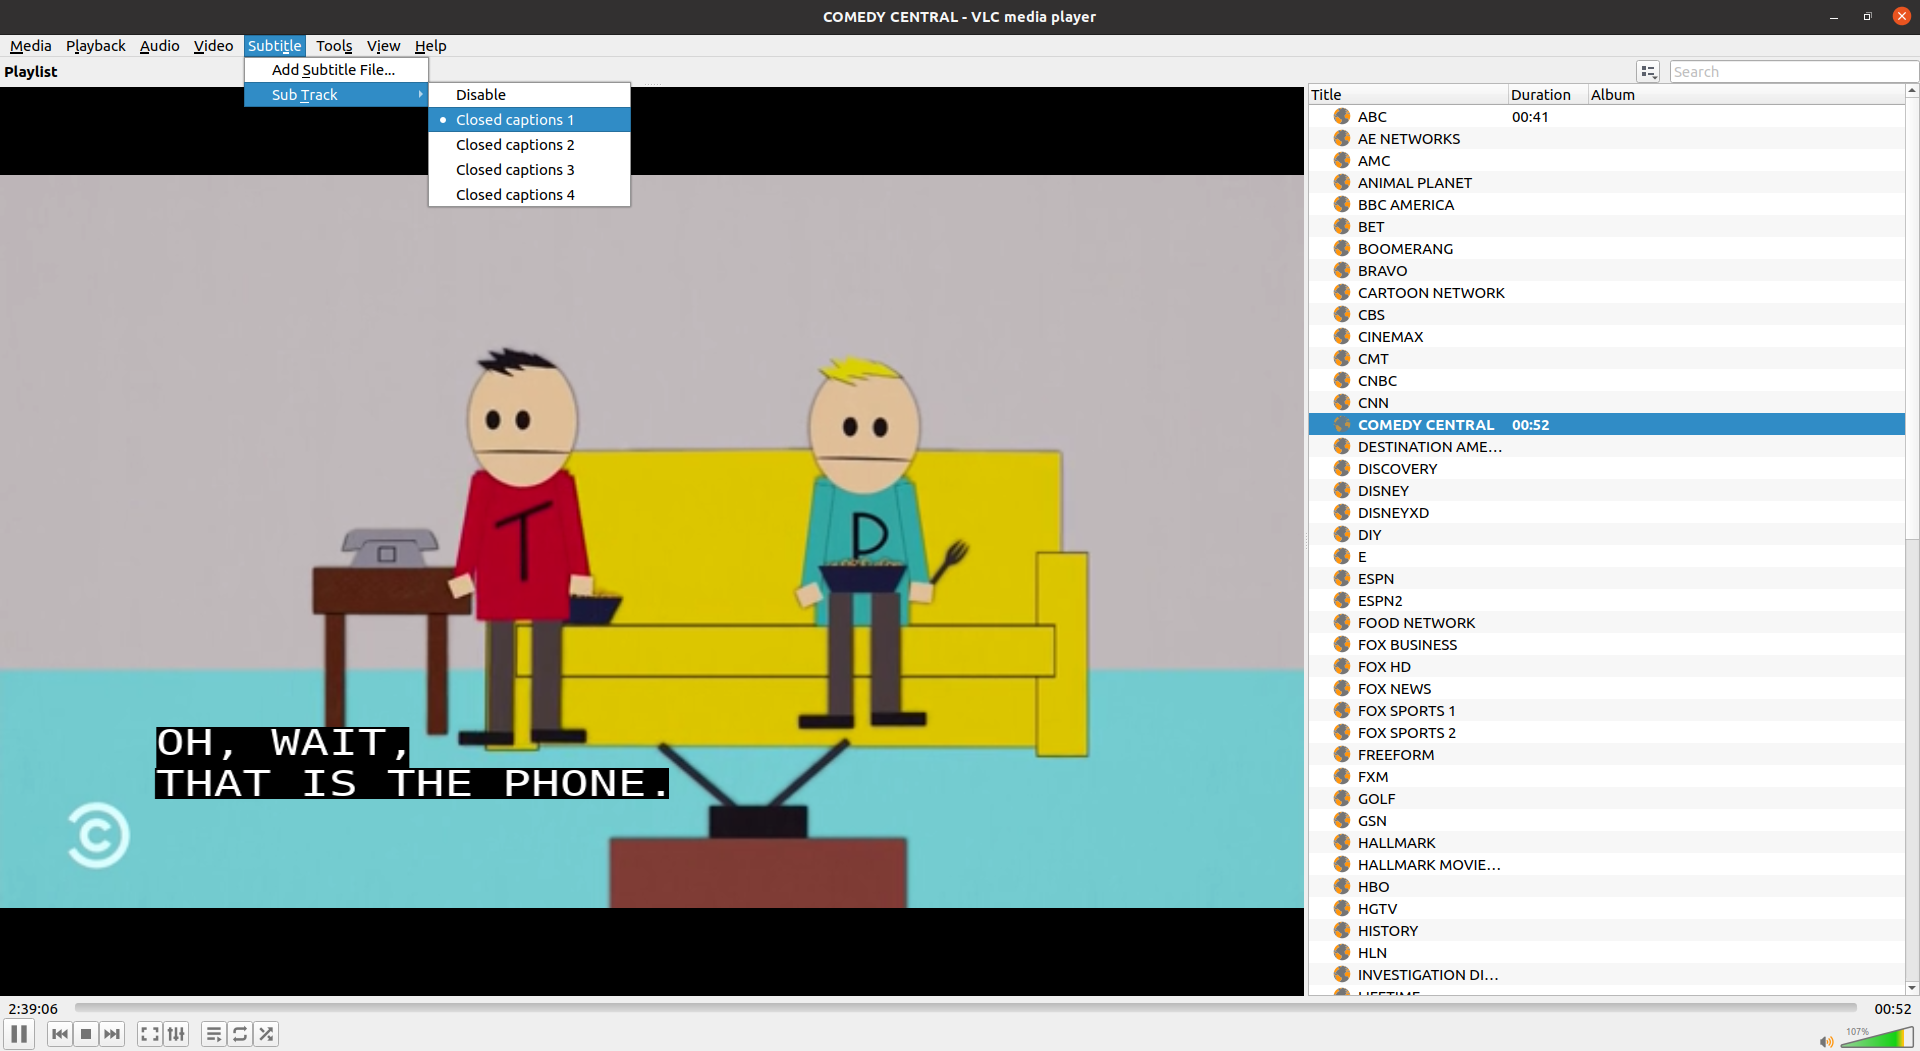 COMEDY CENTRAL - VLC media player
Media Playback Audio Video Subtitle Tools View Help
Add Subtitle File...
Sub Track
Disable
Closed captions 1
Closed captions 2
Closed captions 3
Closed captions 4
Playlist
Search
Title Duration Album
ABC 00:41
AE NETWORKS
AMC
ANIMAL PLANET
BBC AMERICA
BET
BOOMERANG
BRAVO
CARTOON NETWORK
CBS
CINEMAX
CMT
CNBC
CNN
COMEDY CENTRAL 00:52
DESTINATION AME...
DISCOVERY
DISNEY
DISNEYXD
DIY
E
ESPN
ESPN2
FOOD NETWORK
FOX BUSINESS
FOX HD
FOX NEWS
FOX SPORTS 1
FOX SPORTS 2
FREEFORM
FXM
GOLF
GSN
HALLMARK
HALLMARK MOVIE...
HBO
HGTV
HISTORY
HLN
INVESTIGATION DI...
T
P
OH, WAIT,
THAT IS THE PHONE.
2:39:06
00:52
107%